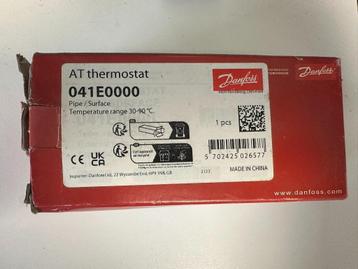 AT thermostat
041E0000
Pipe / Surface
Temperature range 30-90 °C.
Danfoss
1 pcs
CE UK CA
5 702425 026577
MADE IN CHINA
www.danfoss.com